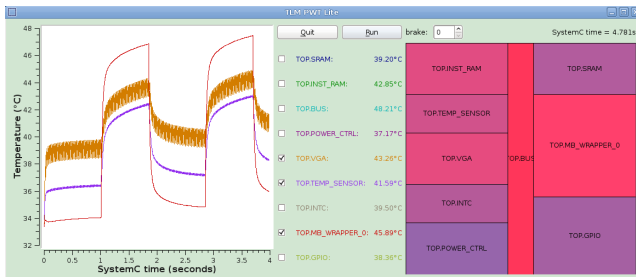 TLM PWT Lite
Quit Run brake: 0 SystemC time = 4.781s
Temperature (°C)
48
46
44
42
40
38
36
34
32
0 0.5 1 1.5 2 2.5 3 3.5 4
SystemC time (seconds)
TOP.SRAM: 39.20°C
TOP.INST_RAM: 42.85°C
TOP.BUS: 48.21°C
TOP.POWER_CTRL: 37.17°C
TOP.VGA: 43.26°C
TOP.TEMP_SENSOR: 41.59°C
TOP.INTC: 39.50°C
TOP.MB_WRAPPER_0: 45.89°C
TOP.GPIO: 38.36°C
TOP.INST_RAM
TOP.TEMP_SENSOR
TOP.VGA
TOP.INTC
TOP.POWER_CTRL
TOP.BUS
TOP.SRAM
TOP.MB_WRAPPER_0
TOP.GPIO